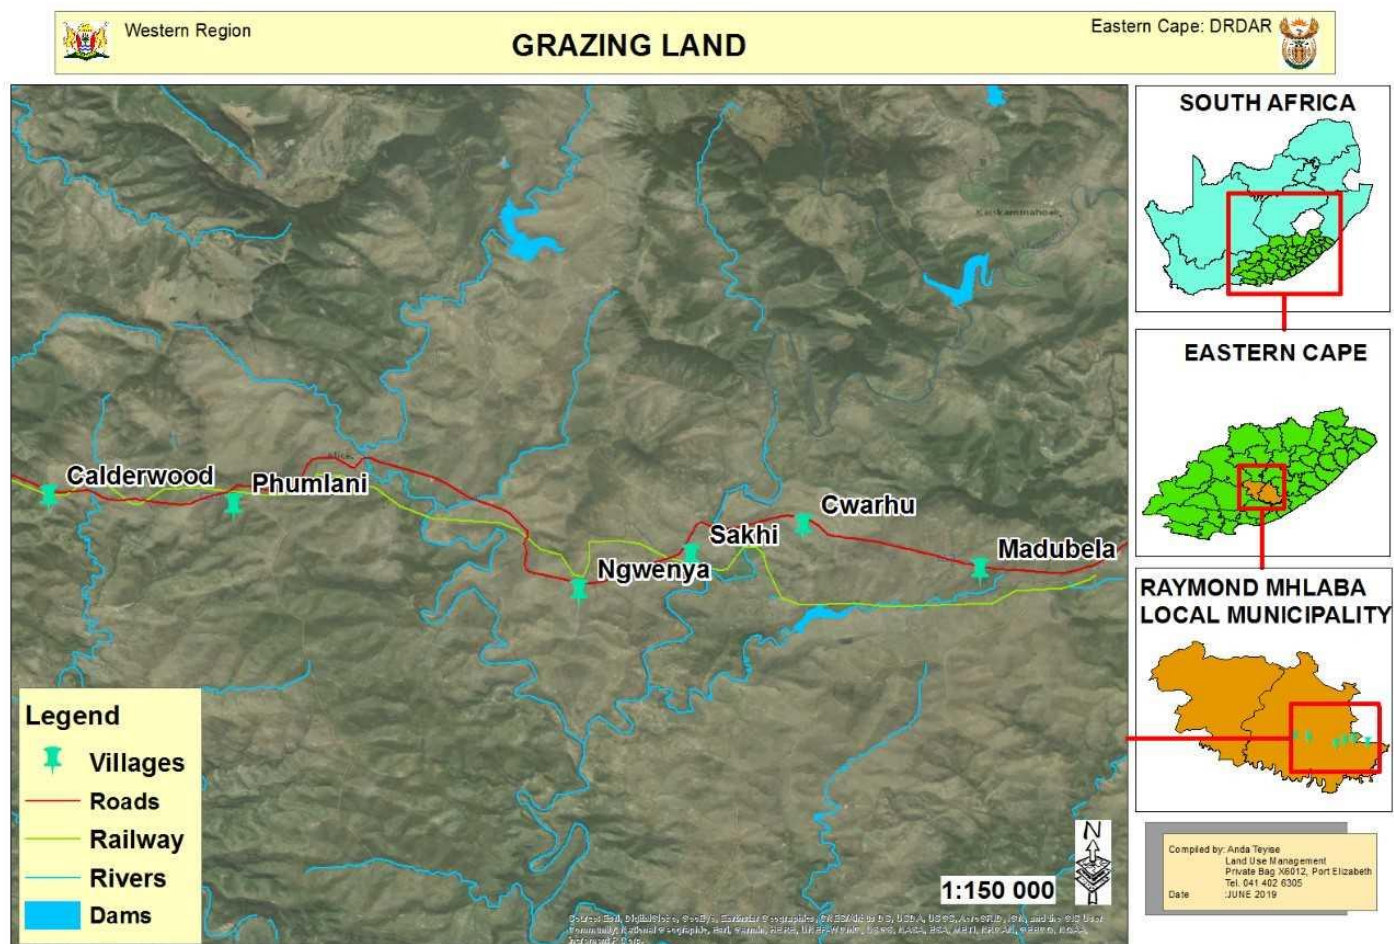 Western Region
GRAZING LAND
Eastern Cape: DRDAR
SOUTH AFRICA
EASTERN CAPE
RAYMOND MHLABA
LOCAL MUNICIPALITY
Calderwood
Phumlani
Ngwenya
Sakhi
Cwarhu
Madubela
Legend
Villages
Roads
Railway
Rivers
Dams
N
1:150 000
Compiled by: Anda Teyise
Land Use Management
Private Bag X6012, Port Elizabeth
Tel. 041 402 6305
Date :JUNE 2019